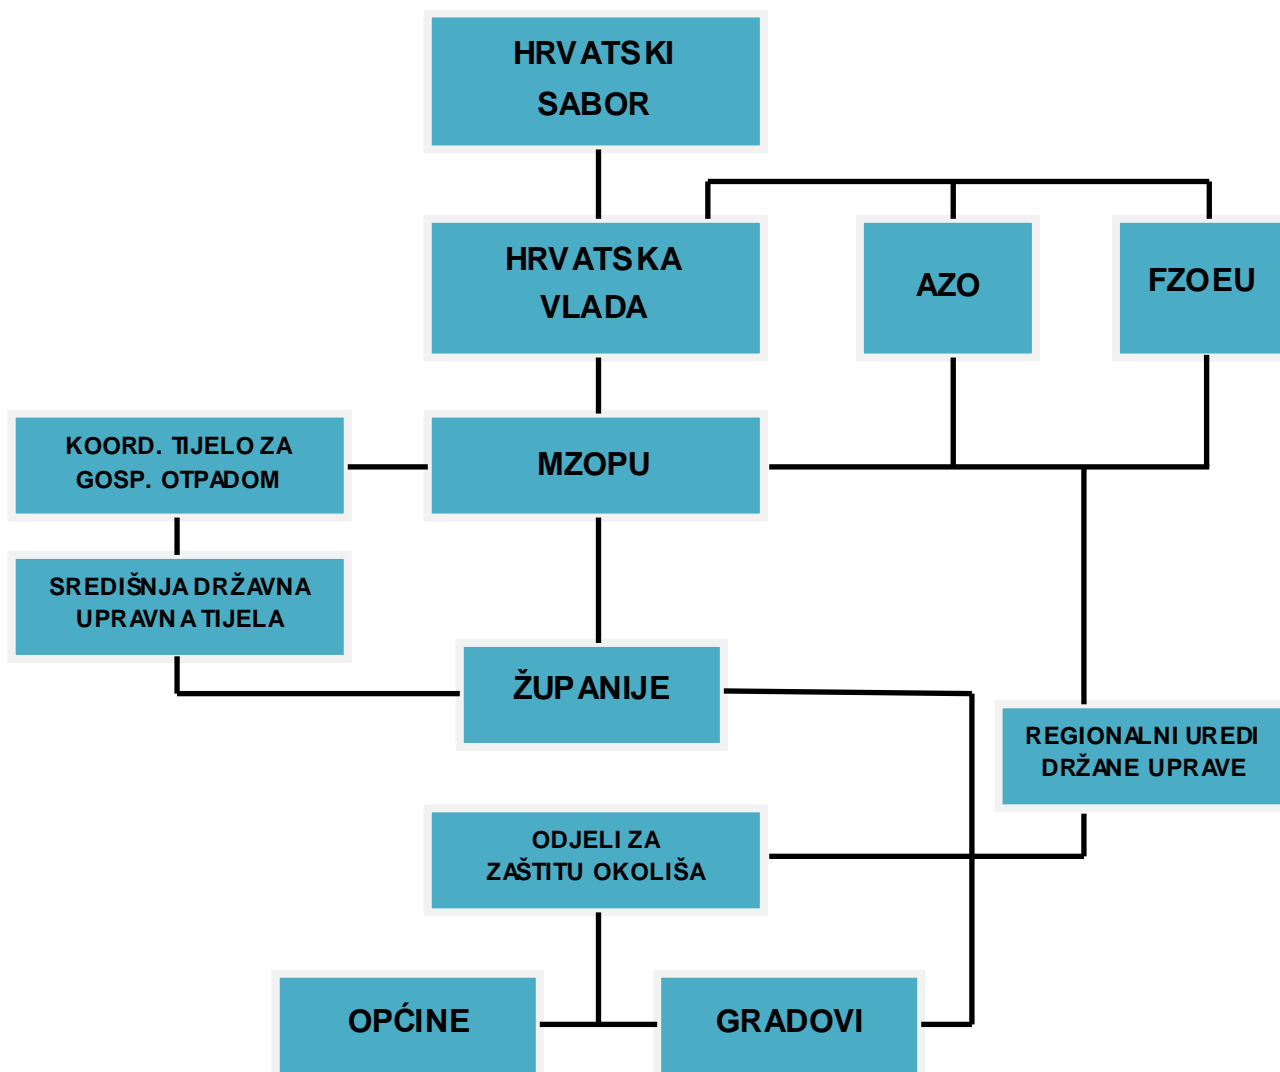 HRVATSKI
SABOR
HRVATSKA
VLADA
AZO
FZOEU
KOORD. TIJELO ZA
GOSP. OTPADOM
MZOPU
SREDIŠNJA DRŽAVNA
UPRAVNA TIJELA
ŽUPANIJE
REGIONALNI UREDI
DRŽANE UPRAVE
ODJELI ZA
ZAŠTITU OKOLIŠA
OPĆINE
GRADOVI